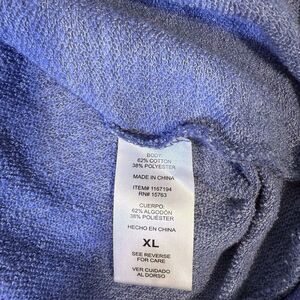 BODY:
62% COTTON
38% POLYESTER
MADE IN CHINA
ITEM# 1167194
RN# 15763
CUERPO:
62% ALGODÓN
38% POLIÉSTER
HECHO EN CHINA
XL
SEE REVERSE
FOR CARE
VER CUIDADO
AL DORSO